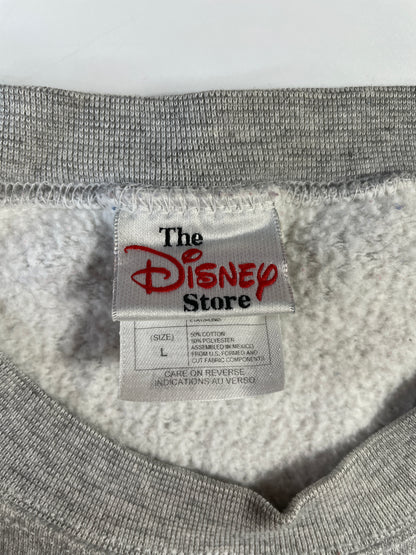 The
Disney
Store
(SIZE)
L
50% COTTON
50% POLYESTER
ASSEMBLED IN MEXICO
FROM U.S. FORMED AND
CUT FABRIC COMPONENTS
CARE ON REVERSE
INDICATIONS AU VERSO